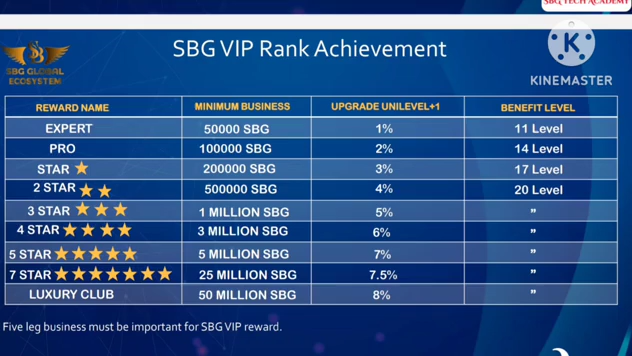 SBG TECH ACADEMY
SBG VIP Rank Achievement
SBG GLOBAL
ECOSYSTEM
K
KINEMASTER
REWARD NAME MINIMUM BUSINESS UPGRADE UNILEVEL+1 BENEFIT LEVEL
EXPERT 50000 SBG 1% 11 Level
PRO 100000 SBG 2% 14 Level
STAR 200000 SBG 3% 17 Level
2 STAR 500000 SBG 4% 20 Level
3 STAR 1 MILLION SBG 5% "
4 STAR 3 MILLION SBG 6% "
5 STAR 5 MILLION SBG 7% "
7 STAR 25 MILLION SBG 7.5% "
LUXURY CLUB 50 MILLION SBG 8% "
Five leg business must be important for SBG VIP reward.